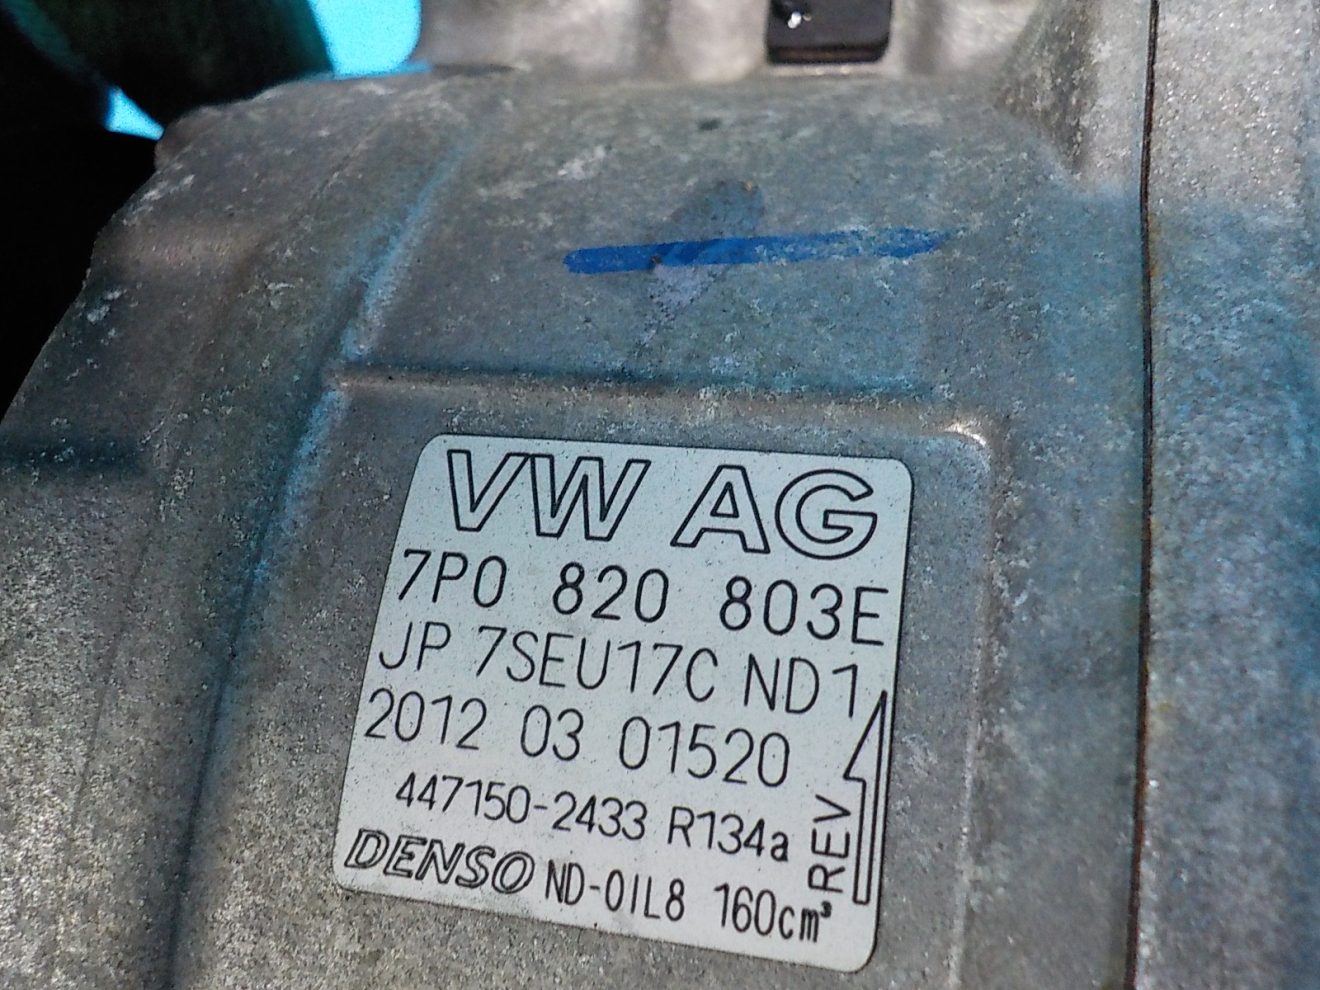 VW AG
7P0 820 803E
JP 7SEU17C ND1
2012 03 01520
447150-2433 R134a
DENSO ND-OIL8 160cm³
REV